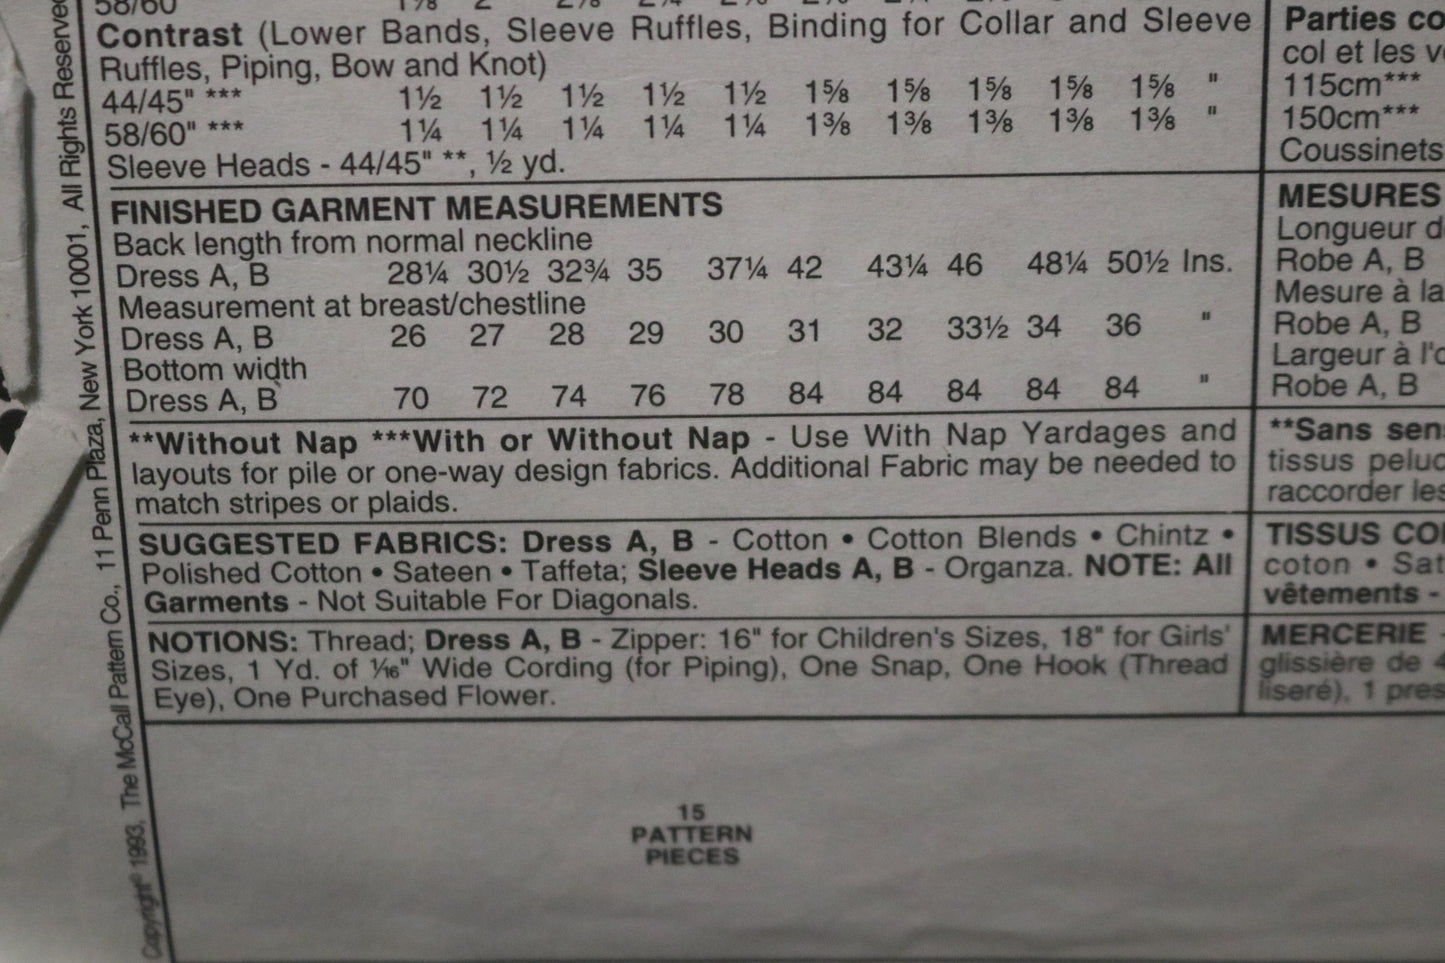 58/60"
Contrast (Lower Bands, Sleeve Ruffles, Binding for Collar and Sleeve
Ruffles, Piping, Bow and Knot)
44/45" *** 1½ 1½ 1½ 1½ 1½ 1⅝ 1⅝ 1⅝ 1⅝ 1⅝ "
58/60" *** 1¼ 1¼ 1¼ 1¼ 1¼ 1⅜ 1⅜ 1⅜ 1⅜ 1⅜ "
Sleeve Heads - 44/45" **, ½ yd.
FINISHED GARMENT MEASUREMENTS
Back length from normal neckline
Dress A, B 28¼ 30½ 32¾ 35 37¼ 42 43¼ 46 48¼ 50½ Ins.
Measurement at breast/chestline
Dress A, B 26 27 28 29 30 31 32 33½ 34 36 "
Bottom width
Dress A, B 70 72 74 76 78 84 84 84 84 84 "
**Without Nap ***With or Without Nap - Use With Nap Yardages and
layouts for pile or one-way design fabrics. Additional Fabric may be needed to
match stripes or plaids.
SUGGESTED FABRICS: Dress A, B - Cotton • Cotton Blends • Chintz •
Polished Cotton • Sateen • Taffeta; Sleeve Heads A, B - Organza. NOTE: All
Garments - Not Suitable For Diagonals.
NOTIONS: Thread; Dress A, B - Zipper: 16" for Children's Sizes, 18" for Girls'
Sizes, 1 Yd. of 1⁄16" Wide Cording (for Piping), One Snap, One Hook (Thread
Eye), One Purchased Flower.
15
PATTERN
PIECES
Copyright© 1993, The McCall Pattern Co., 11 Penn Plaza, New York 10001, All Rights Reserved
Parties co
col et les v
115cm***
150cm***
Coussinets
MESURES
Longueur d
Robe A, B
Mesure à la
Robe A, B
Largeur à l'o
Robe A, B
**Sans sens
tissus peluc
raccorder les
TISSUS CO
coton • Sat
vêtements -
MERCERIE -
glissière de 4
liseré), 1 pres